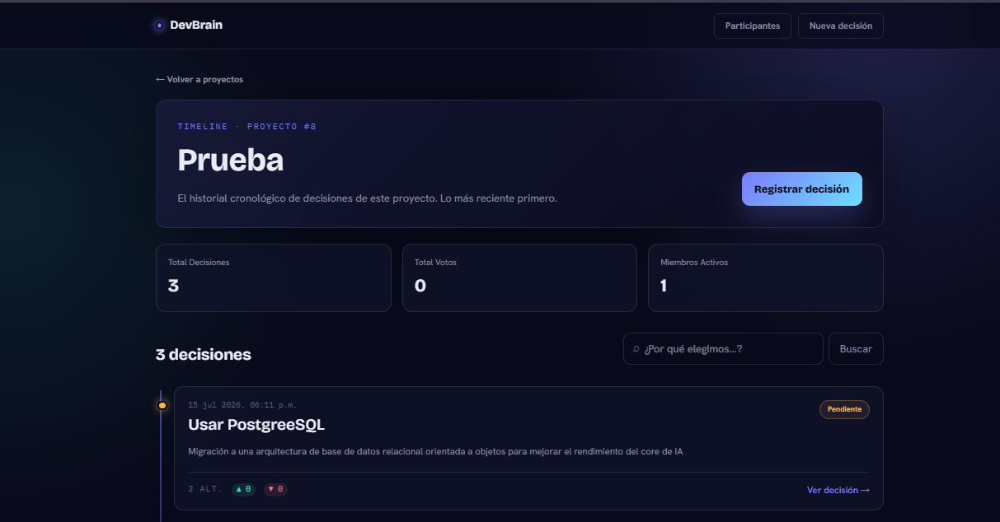 DevBrain
Participantes
Nueva decisión
← Volver a proyectos
TIMELINE · PROYECTO #8
Prueba
El historial cronológico de decisiones de este proyecto. Lo más reciente primero.
Registrar decisión
Total Decisiones
3
Total Votos
0
Miembros Activos
1
3 decisiones
¿Por qué elegimos...?
Buscar
15 jul 2026, 06:11 p.m.
Pendiente
Usar PostgreeSQL
Migración a una arquitectura de base de datos relacional orientada a objetos para mejorar el rendimiento del core de IA
2 ALT. ▲ 0 ▼ 0
Ver decisión →